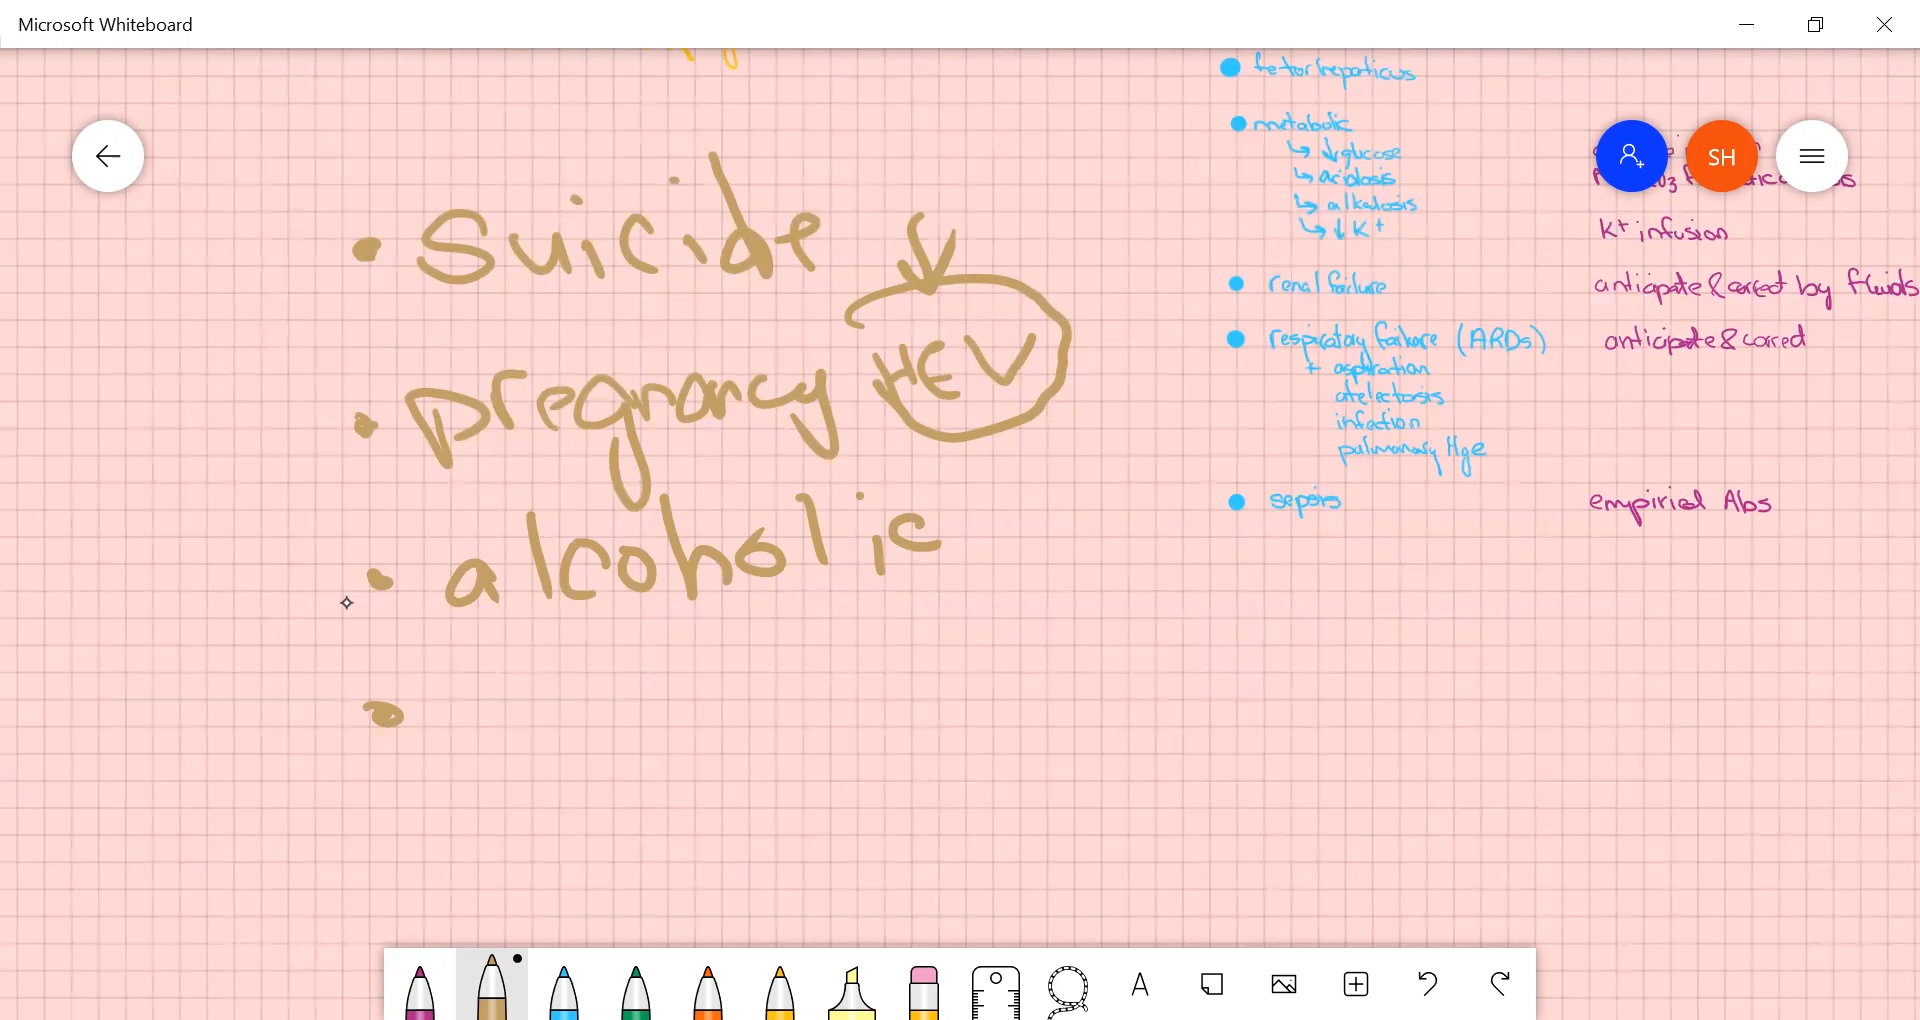 Microsoft Whiteboard
SH
• Suicide
• pregnancy HEV
• alcoholic
•
• fetor hepaticus
• metabolic
↳ ↓ glucose
↳ acidosis
↳ alkalosis
↳ ↓ K+
K+ infusion
• renal failure
anticipate & correct by fluids
• respiratory failure (ARDs)
anticipate & correct
+ aspiration
atelectasis
infection
pulmonary Hge
• sepsis
empirical Abs